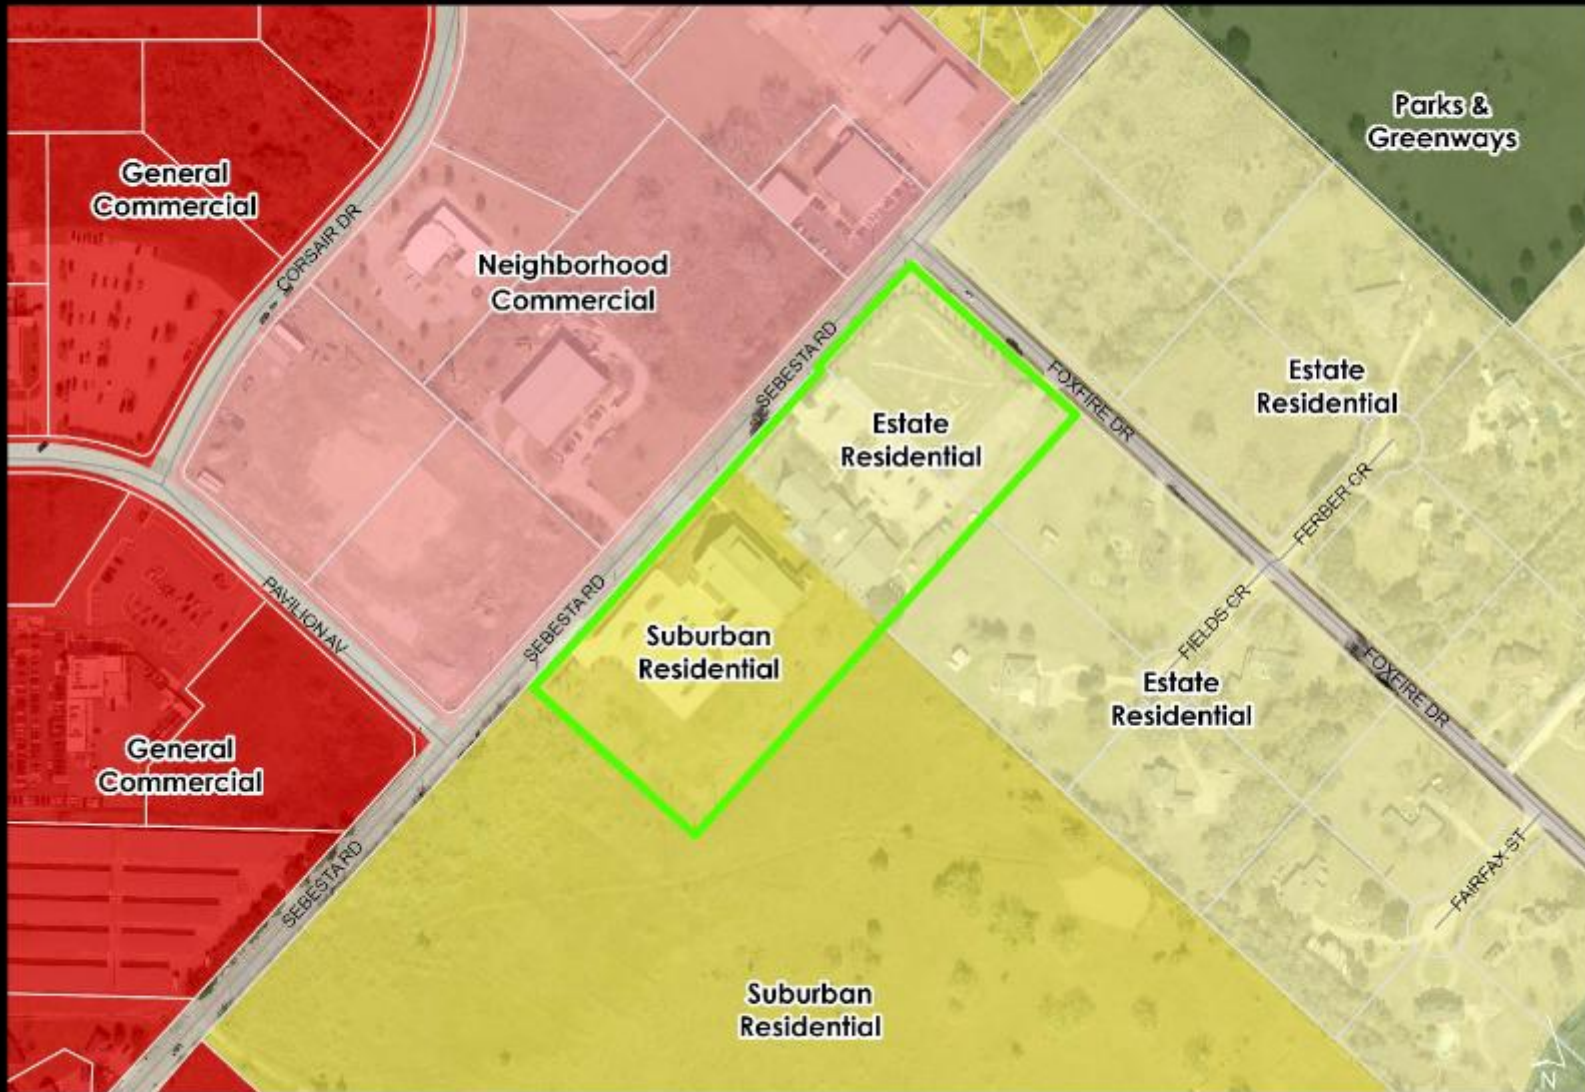 Parks &
Greenways
General
Commercial
CORSAIR DR
Neighborhood
Commercial
SEBESTA RD
FOXFIRE DR
Estate
Residential
Estate
Residential
FERBER CR
PAVILION AV
SEBESTA RD
FIELDS CR
Suburban
Residential
Estate
Residential
FOXFIRE DR
General
Commercial
SEBESTA RD
FAIRFAX ST
Suburban
Residential
N